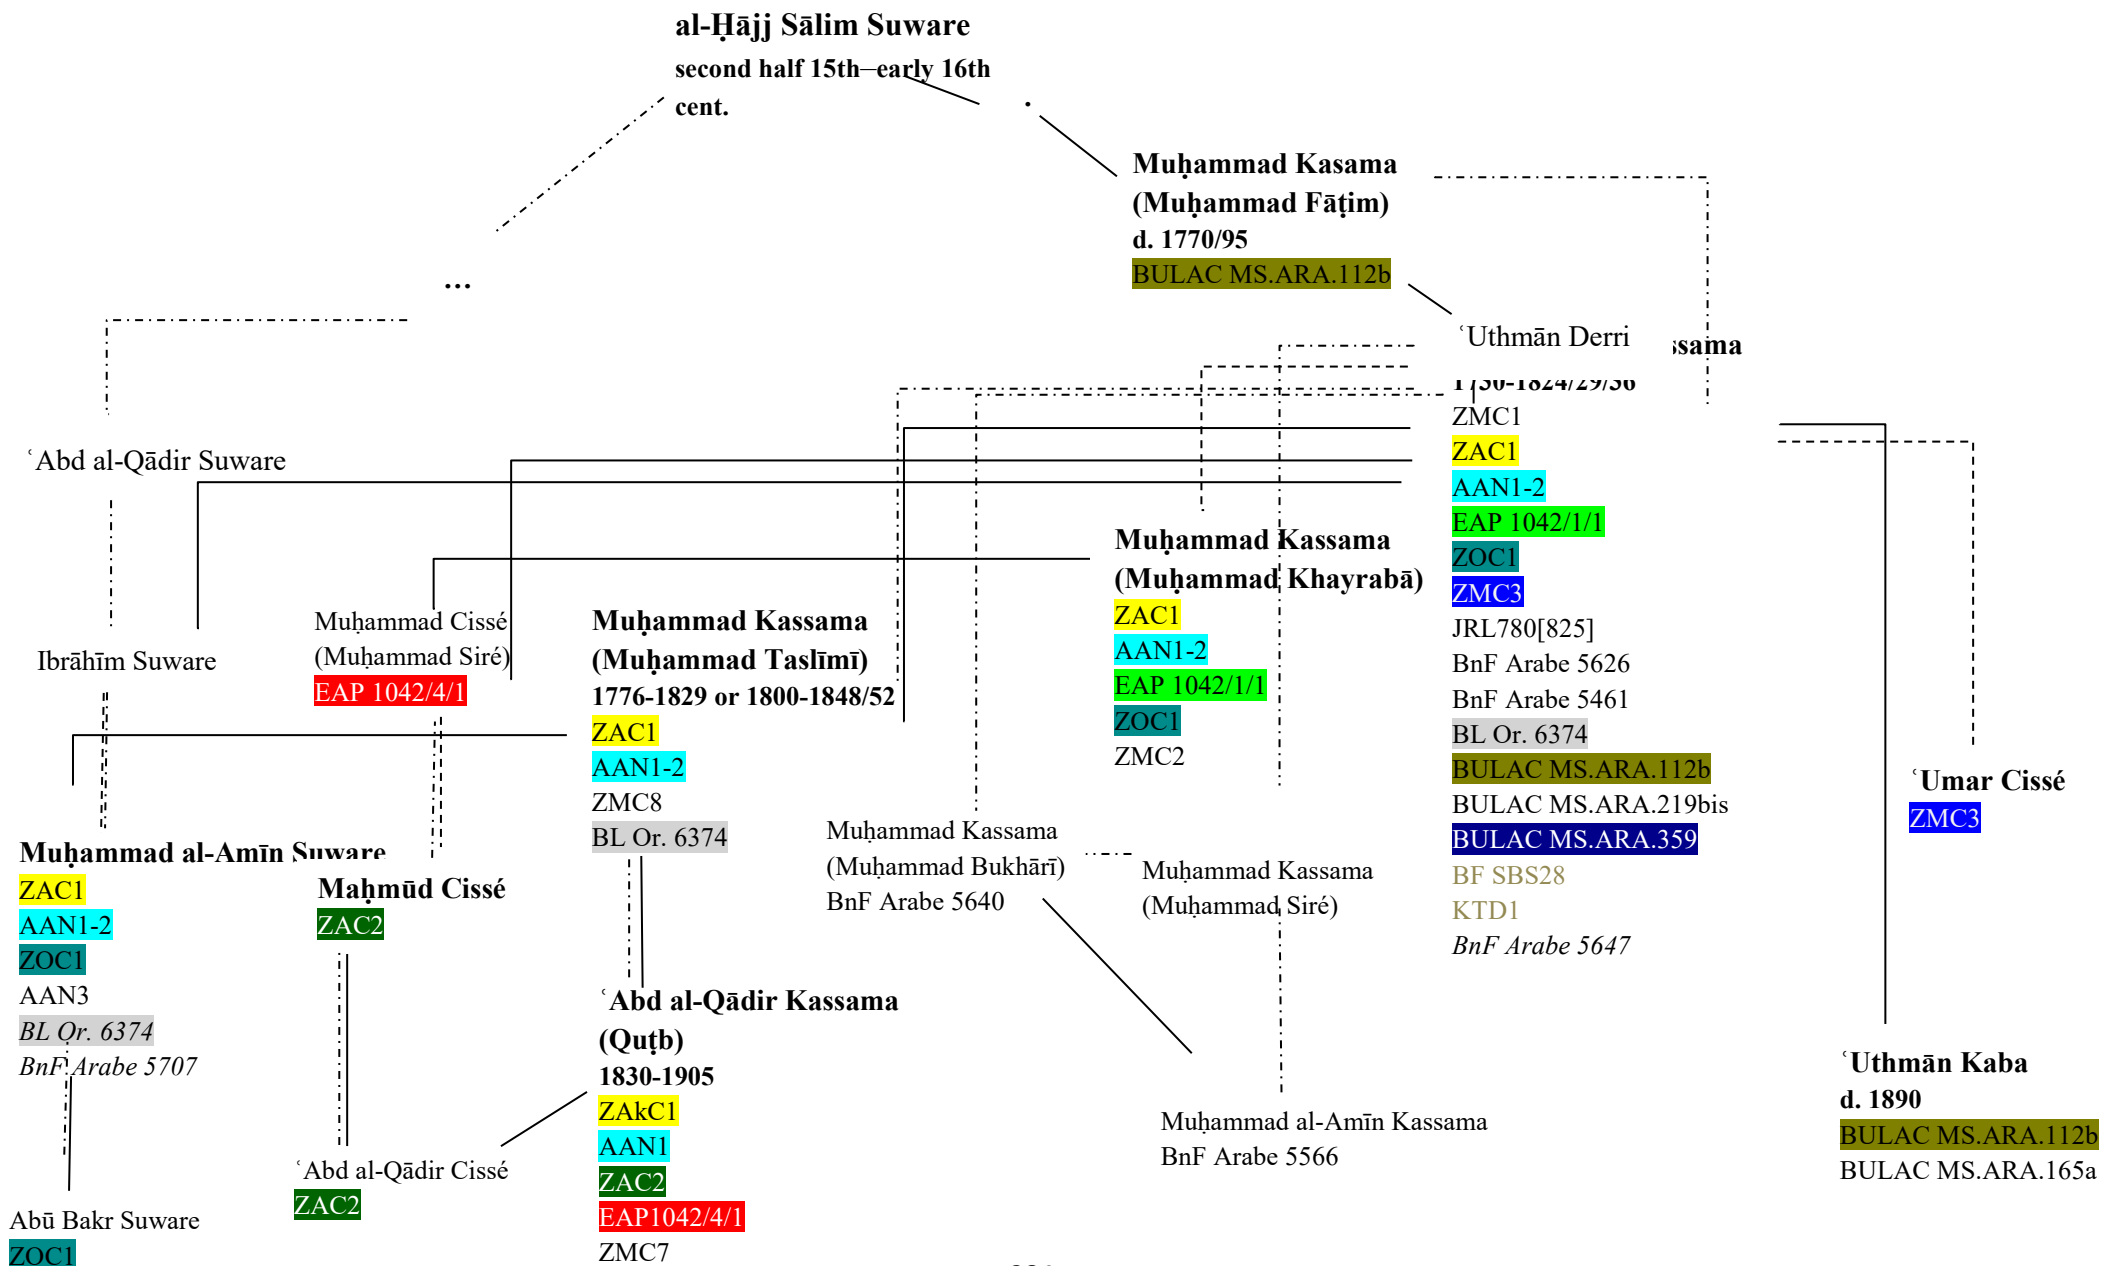 al-Ḥājj Sālim Suware
second half 15th–early 16th
cent.
.
Muḥammad Kasama
(Muḥammad Fāṭim)
d. 1770/95
BULAC MS.ARA.112b
...
ʿUthmān Derri
ssama
1730-1824/29/36
ZMC1
ZAC1
AAN1-2
EAP 1042/1/1
ZOC1
ZMC3
JRL780[825]
BnF Arabe 5626
BnF Arabe 5461
BL Or. 6374
BULAC MS.ARA.112b
BULAC MS.ARA.219bis
BULAC MS.ARA.359
BF SBS28
KTD1
BnF Arabe 5647
ʿAbd al-Qādir Suware
Ibrāhīm Suware
Muḥammad Cissé
(Muḥammad Siré)
EAP 1042/4/1
Muḥammad Kassama
(Muḥammad Taslīmī)
1776-1829 or 1800-1848/52
ZAC1
AAN1-2
ZMC8
BL Or. 6374
Muḥammad Kassama
(Muḥammad Khayrabā)
ZAC1
AAN1-2
EAP 1042/1/1
ZOC1
ZMC2
ʿUmar Cissé
ZMC3
Muḥammad al-Amīn Suware
ZAC1
AAN1-2
ZOC1
AAN3
BL Or. 6374
BnF Arabe 5707
Maḥmūd Cissé
ZAC2
Muḥammad Kassama
(Muḥammad Bukhārī)
BnF Arabe 5640
Muḥammad Kassama
(Muḥammad Siré)
ʿAbd al-Qādir Kassama
(Quṭb)
1830-1905
ZAkC1
AAN1
ZAC2
EAP1042/4/1
ZMC7
Muḥammad al-Amīn Kassama
BnF Arabe 5566
ʿUthmān Kaba
d. 1890
BULAC MS.ARA.112b
BULAC MS.ARA.165a
ʿAbd al-Qādir Cissé
ZAC2
Abū Bakr Suware
ZOC1